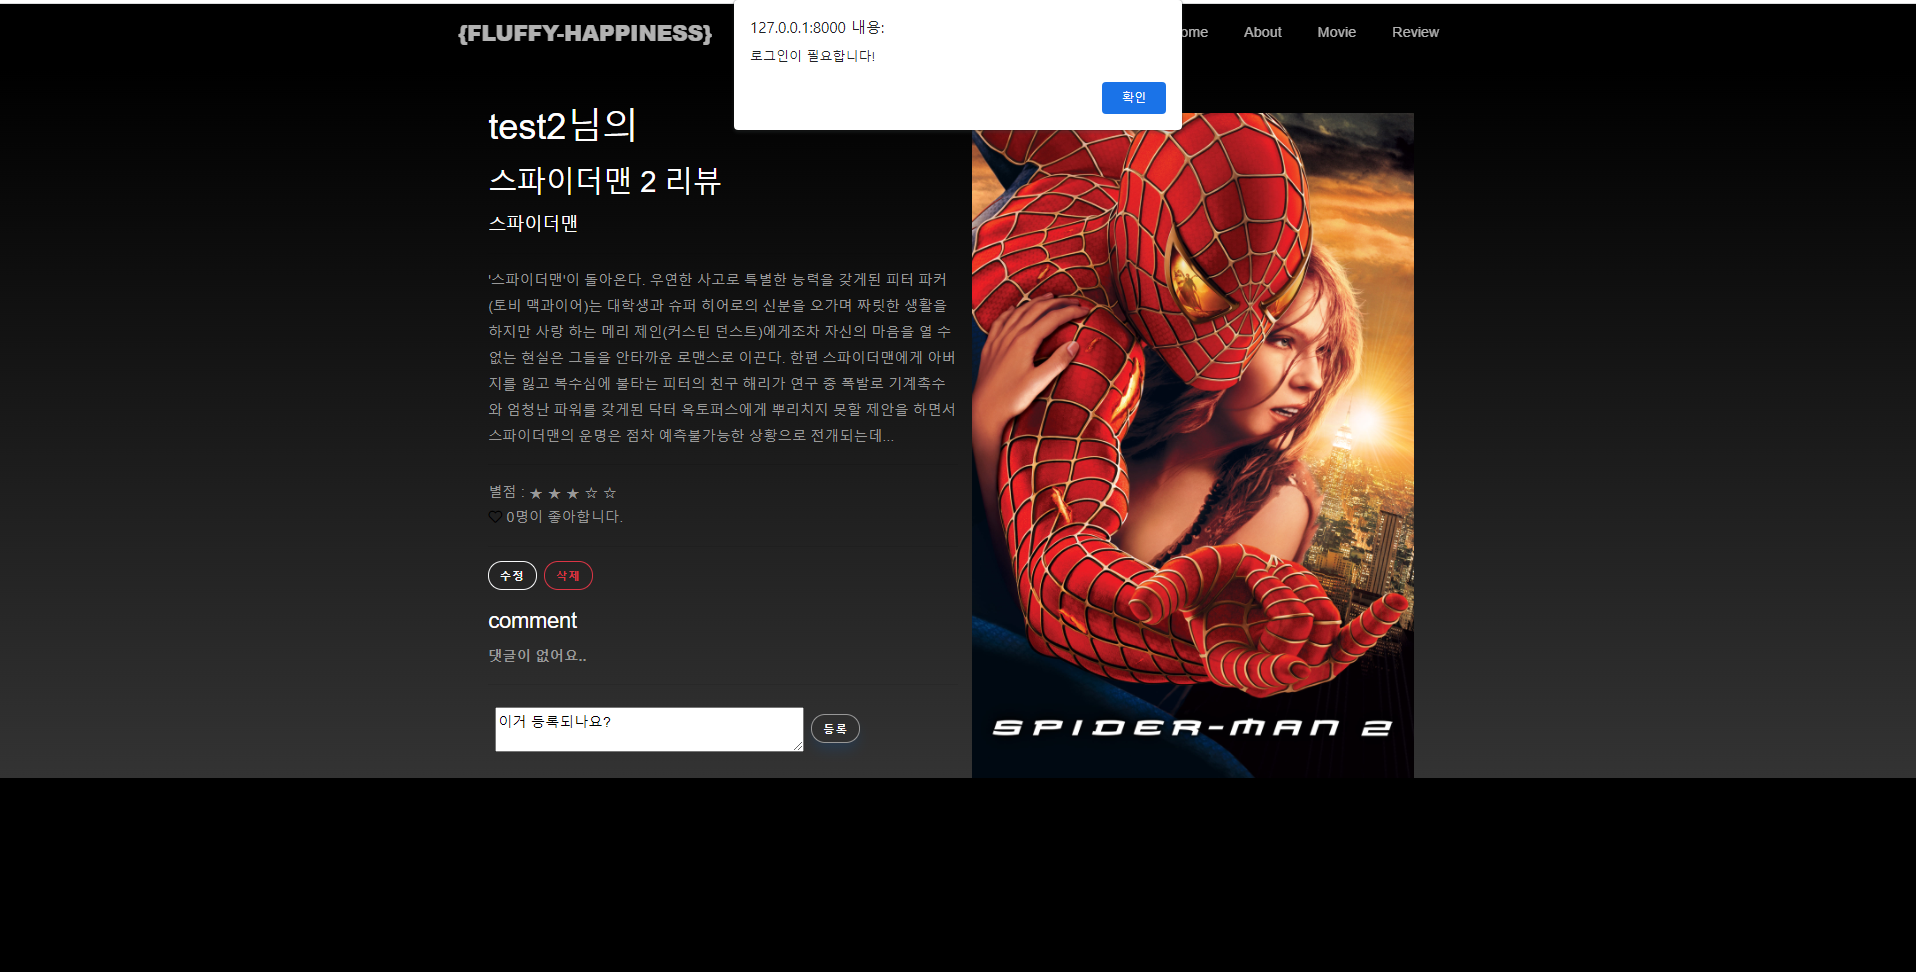 {FLUFFY-HAPPINESS}
127.0.0.1:8000 내용:
로그인이 필요합니다!
확인
ome About Movie Review
test2님의
스파이더맨 2 리뷰
스파이더맨
'스파이더맨'이 돌아온다. 우연한 사고로 특별한 능력을 갖게된 피터 파커
(토비 맥과이어)는 대학생과 슈퍼 히어로의 신분을 오가며 짜릿한 생활을
하지만 사랑 하는 메리 제인(커스틴 던스트)에게조차 자신의 마음을 열 수
없는 현실은 그들을 안타까운 로맨스로 이끈다. 한편 스파이더맨에게 아버
지를 잃고 복수심에 불타는 피터의 친구 해리가 연구 중 폭발로 기계촉수
와 엄청난 파워를 갖게된 닥터 옥토퍼스에게 뿌리치지 못할 제안을 하면서
스파이더맨의 운명은 점차 예측불가능한 상황으로 전개되는데...
별점 : ★ ★ ★ ☆ ☆
♡ 0명이 좋아합니다.
수정 삭제
comment
댓글이 없어요..
이거 등록되나요?
등록
SPIDER-MAN 2